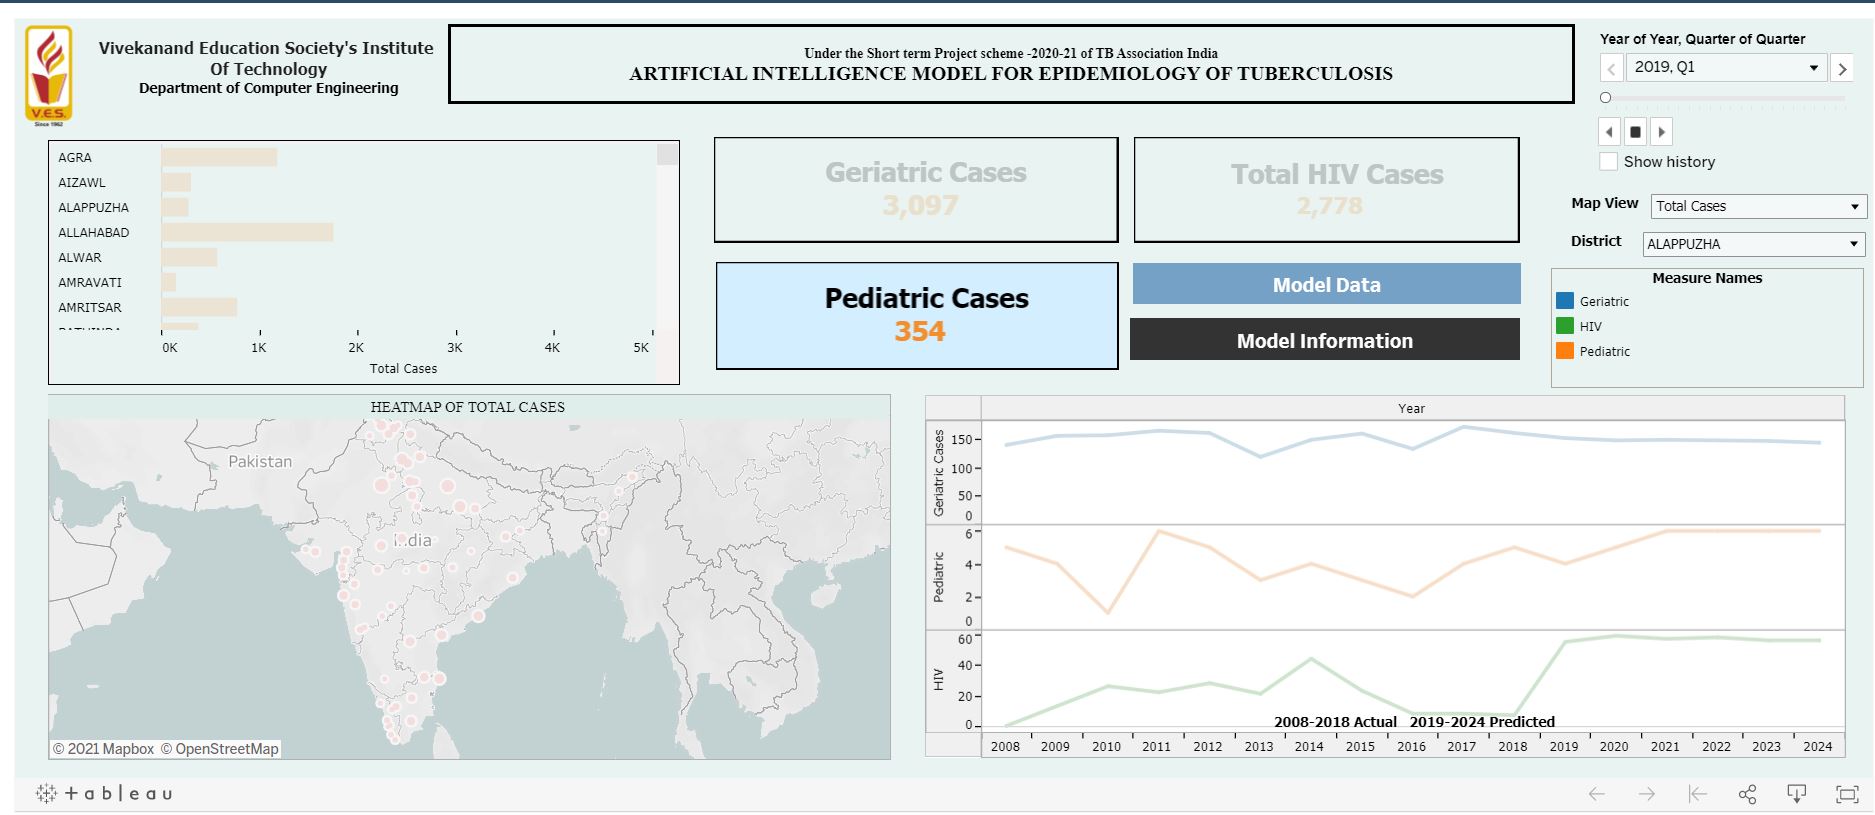 V.E.S.
Since 1962
Vivekanand Education Society's Institute
Of Technology
Department of Computer Engineering
Under the Short term Project scheme -2020-21 of TB Association India
ARTIFICIAL INTELLIGENCE MODEL FOR EPIDEMIOLOGY OF TUBERCULOSIS
Year of Year, Quarter of Quarter
2019, Q1
Show history
Map View
Total Cases
District
ALAPPUZHA
Measure Names
Geriatric
HIV
Pediatric
AGRA
AIZAWL
ALAPPUZHA
ALLAHABAD
ALWAR
AMRAVATI
AMRITSAR
0K 1K 2K 3K 4K 5K
Total Cases
Geriatric Cases
3,097
Total HIV Cases
2,778
Pediatric Cases
354
Model Data
Model Information
HEATMAP OF TOTAL CASES
Pakistan
India
© 2021 Mapbox © OpenStreetMap
Year
Geriatric Cases
150
100
50
0
Pediatric
6
4
2
0
HIV
60
40
20
0
2008-2018 Actual 2019-2024 Predicted
2008 2009 2010 2011 2012 2013 2014 2015 2016 2017 2018 2019 2020 2021 2022 2023 2024
+ a b l e a u